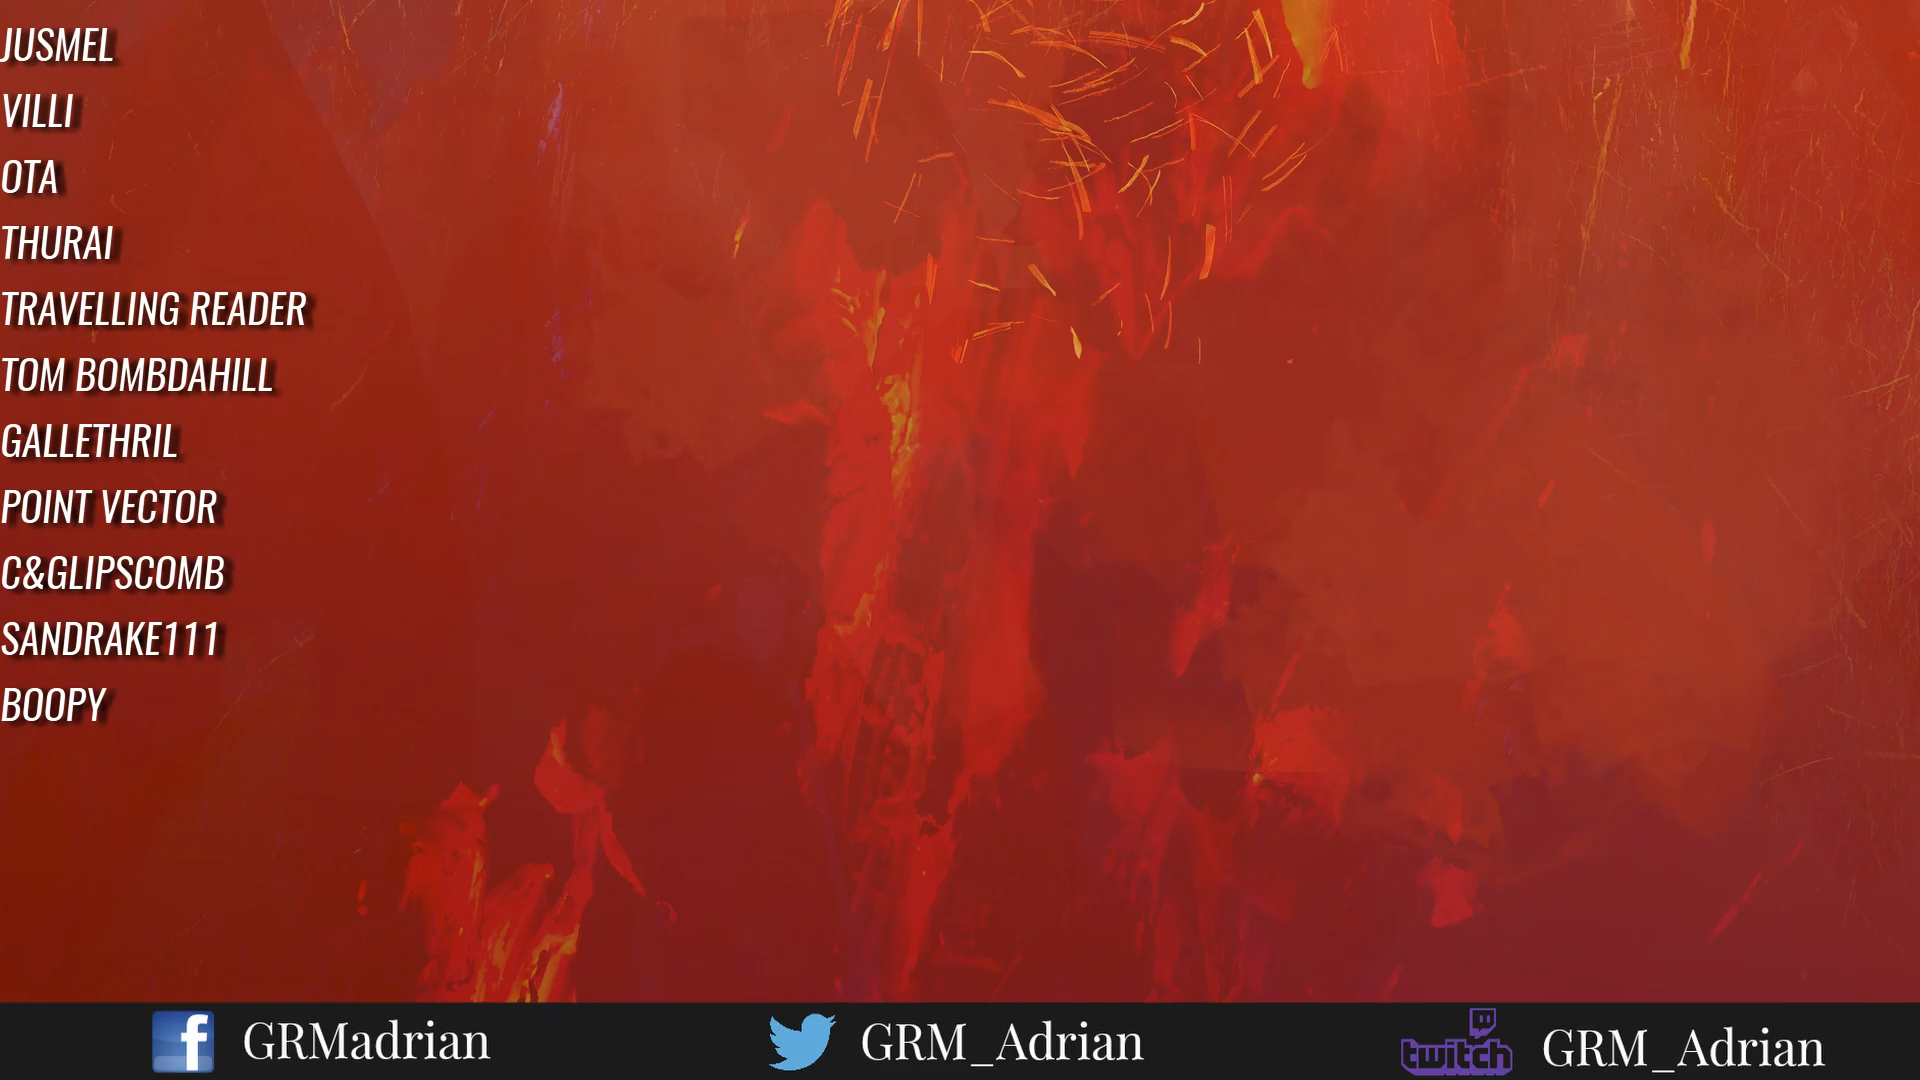 JUSMEL
VILLI
OTA
THURAI
TRAVELLING READER
TOM BOMBDAHILL
GALLETHRIL
POINT VECTOR
C&GLIPSCOMB
SANDRAKE111
BOOPY
f GRMadrian
GRM_Adrian
twitch GRM_Adrian